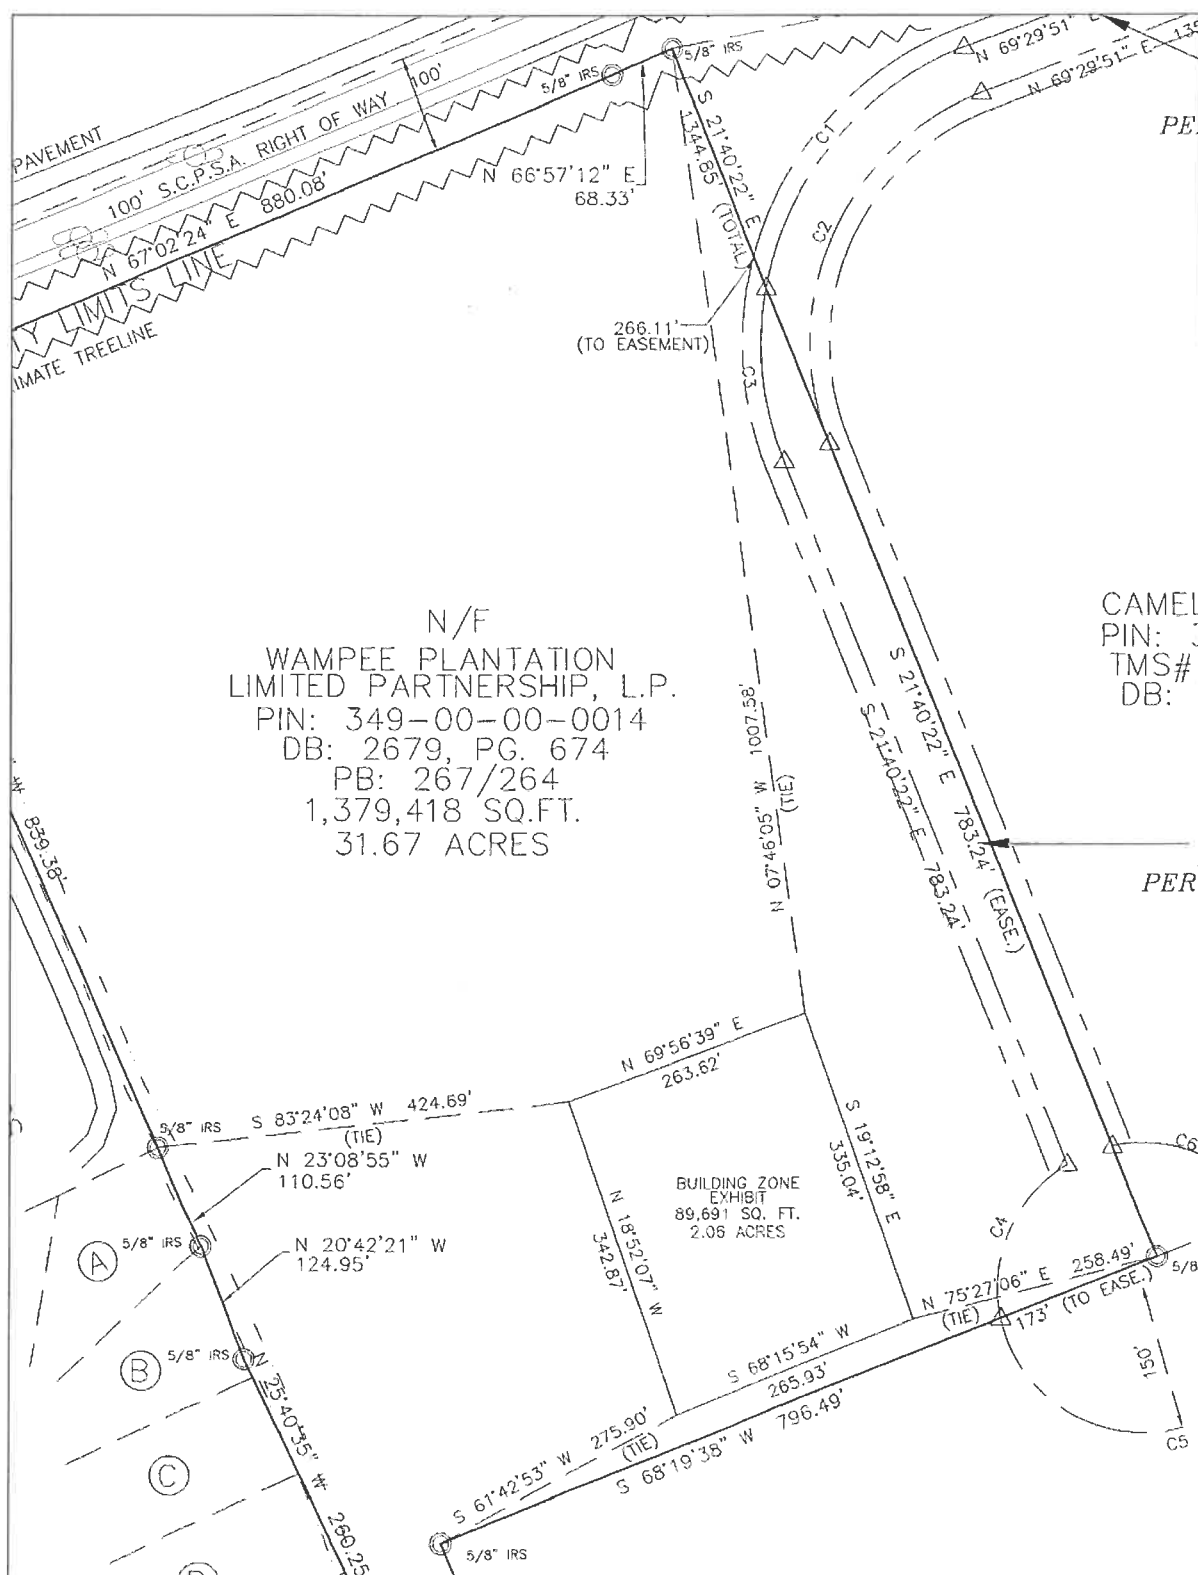 N 69°29'51" E
N 69°29'51" E 135
5/8" IRS
5/8" IRS
PAVEMENT
100'
100' S.C.P.S.A. RIGHT OF WAY
N 67°02'24" E 880.08'
N 66°57'12" E
68.33'
S 21°40'22" E
1344.85' (TOTAL)
C1
C2
PE
TY LIMITS LINE
IMATE TREELINE
266.11'
(TO EASEMENT)
C3
N/F
WAMPEE PLANTATION
LIMITED PARTNERSHIP, L.P.
PIN: 349-00-00-0014
DB: 2679, PG. 674
PB: 267/264
1,379,418 SQ.FT.
31.67 ACRES
CAMEL
PIN: 3
TMS#
DB:
N 07°46'05" W 1007.58'
(TIE)
S 21°40'22" E 783.24' (EASE.)
S 21°40'22" E 783.24'
PER
W 839.38'
N 69°56'39" E
263.62'
5/8" IRS
S 83°24'08" W 424.69'
(TIE)
N 23°08'55" W
110.56'
S 19°12'58" E
335.04'
BUILDING ZONE
EXHIBIT
89,691 SQ. FT.
2.06 ACRES
N 18°52'07" W
342.87'
C6
C4
A
5/8" IRS
N 20°42'21" W
124.95'
N 75°27'06" E 258.49'
(TIE)
173' (TO EASE.)
5/8
B
5/8" IRS
S 68°15'54" W
265.93'
S 68°19'38" W 796.49'
150'
C5
N 25°40'35" W 260.25
C
S 61°42'53" W 275.90'
(TIE)
5/8" IRS
D